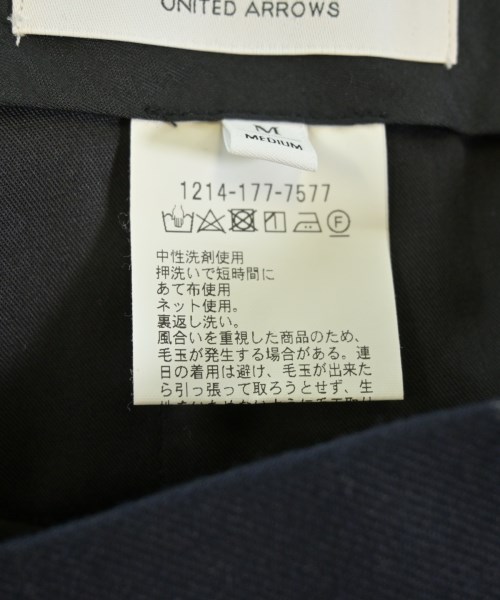 UNITED ARROWS
M
MEDIUM
1214-177-7577
F
中性洗剤使用
押洗いで短時間に
あて布使用
ネット使用。
裏返し洗い。
風合いを重視した商品のため、
毛玉が発生する場合がある。連
日の着用は避け、毛玉が出来た
ら引っ張って取ろうとせず、生